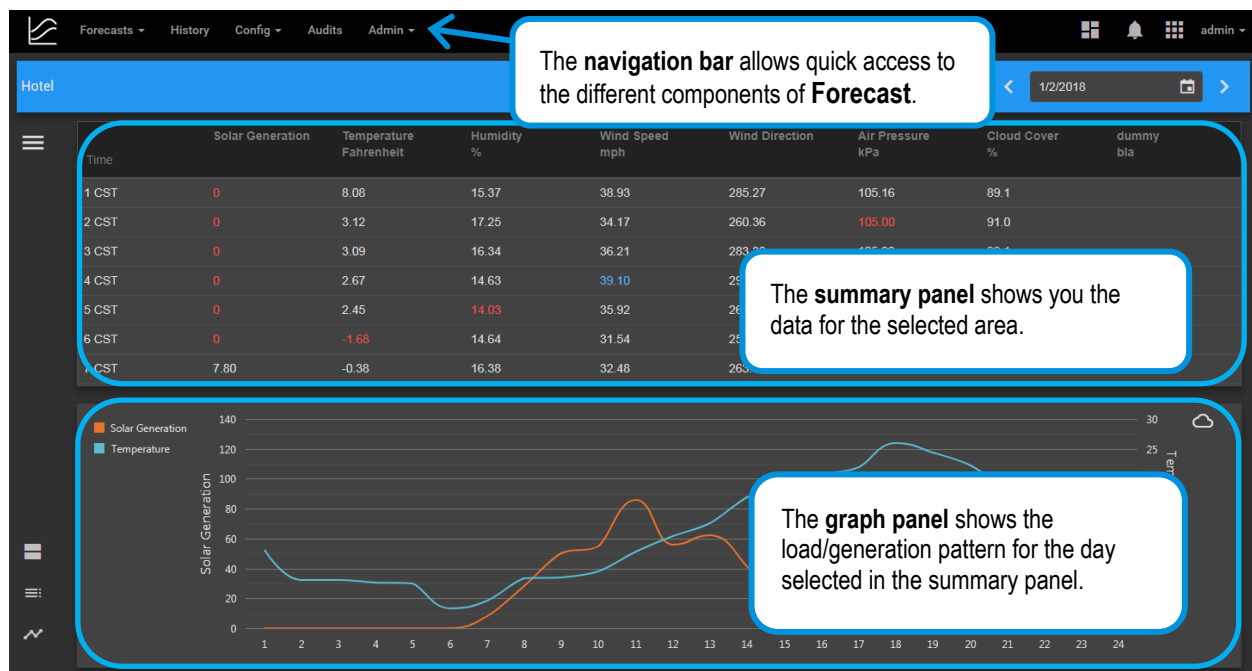 Forecasts History Config Audits Admin admin
The navigation bar allows quick access to
the different components of Forecast.
Hotel 1/2/2018
Solar Generation Temperature Humidity Wind Speed Wind Direction Air Pressure Cloud Cover dummy
Fahrenheit % mph kPa % bla
Time
1 CST 0 8.08 15.37 38.93 285.27 105.16 89.1
2 CST 0 3.12 17.25 34.17 260.36 105.00 91.0
3 CST 0 3.09 16.34 36.21
4 CST 0 2.67 14.63 39.10
5 CST 0 2.45 14.03 35.92
6 CST 0 -1.68 14.64 31.54
CST 7.80 -0.38 16.38 32.48
The summary panel shows you the
data for the selected area.
Solar Generation
Temperature
Solar Generation
140
120
100
80
60
40
20
0
30
25
1 2 3 4 5 6 7 8 9 10 11 12 13 14 15 16 17 18 19 20 21 22 23 24
The graph panel shows the
load/generation pattern for the day
selected in the summary panel.